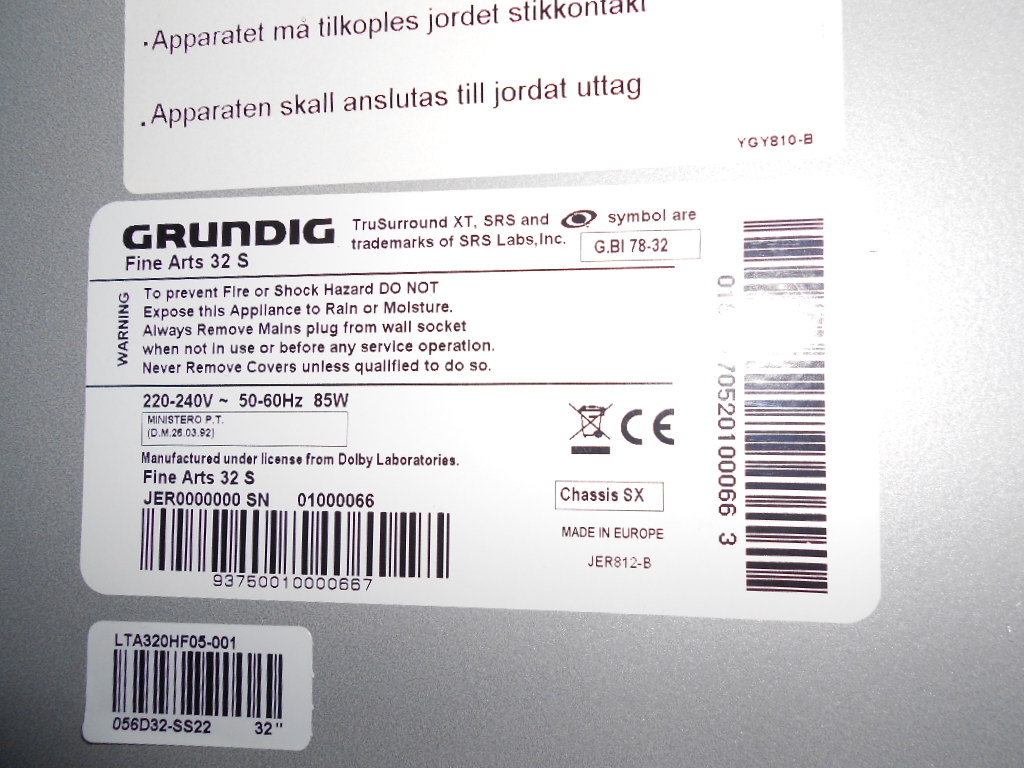 .Apparatet må tilkoples jordet stikkontakt
.Apparaten skall anslutas till jordat uttag
YGY810-B
GRUNDIG
Fine Arts 32 S
TruSurround XT, SRS and symbol are
trademarks of SRS Labs,Inc.
G.BI 78-32
WARNING
To prevent Fire or Shock Hazard DO NOT
Expose this Appliance to Rain or Moisture.
Always Remove Mains plug from wall socket
when not in use or before any service operation.
Never Remove Covers unless qualified to do so.
220-240V ~ 50-60Hz 85W
MINISTERO P.T.
(D.M.26.03.92)
Manufactured under license from Dolby Laboratories.
Fine Arts 32 S
JER0000000 SN 01000066
93750010000667
CE
Chassis SX
MADE IN EUROPE
JER812-B
70520100066 3
LTA320HF05-001
056D32-SS22 32"